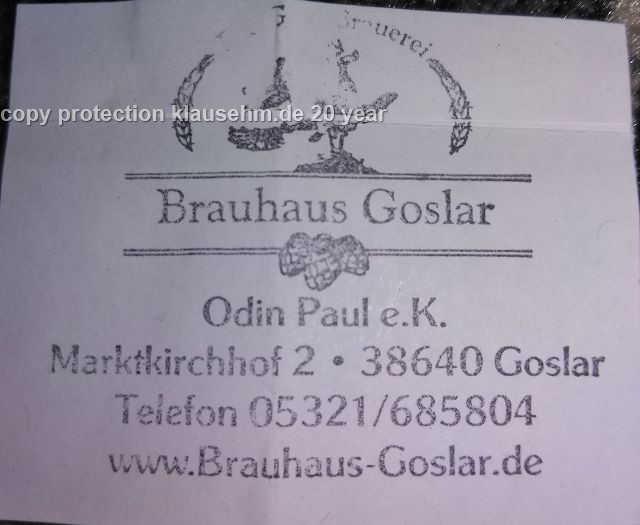 Brauerei
copy protection klausehm.de 20 year
Brauhaus Goslar
Odin Paul e.K.
Marktkirchhof 2 • 38640 Goslar
Telefon 05321/685804
www.Brauhaus-Goslar.de